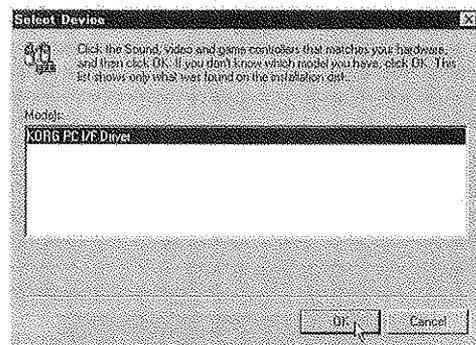 Select Device
Click the Sound, video and game controllers that matches your hardware,
and then click OK. If you don't know which model you have, click OK. This
list shows only what was found on the installation disk.
Models:
KORG PC I/F Driver
OK
Cancel